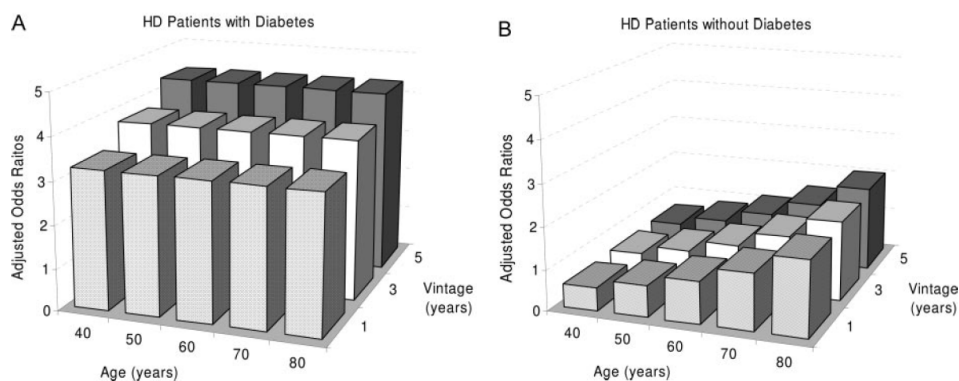 A
HD Patients with Diabetes
Adjusted Odds Raitos
5
4
3
2
1
0
40
50
60
70
80
Age (years)
1
3
5
Vintage
(years)
B
HD Patients without Diabetes
Adjusted Odds Ratios
5
4
3
2
1
0
40
50
60
70
80
Age (years)
1
3
5
Vintage
(years)